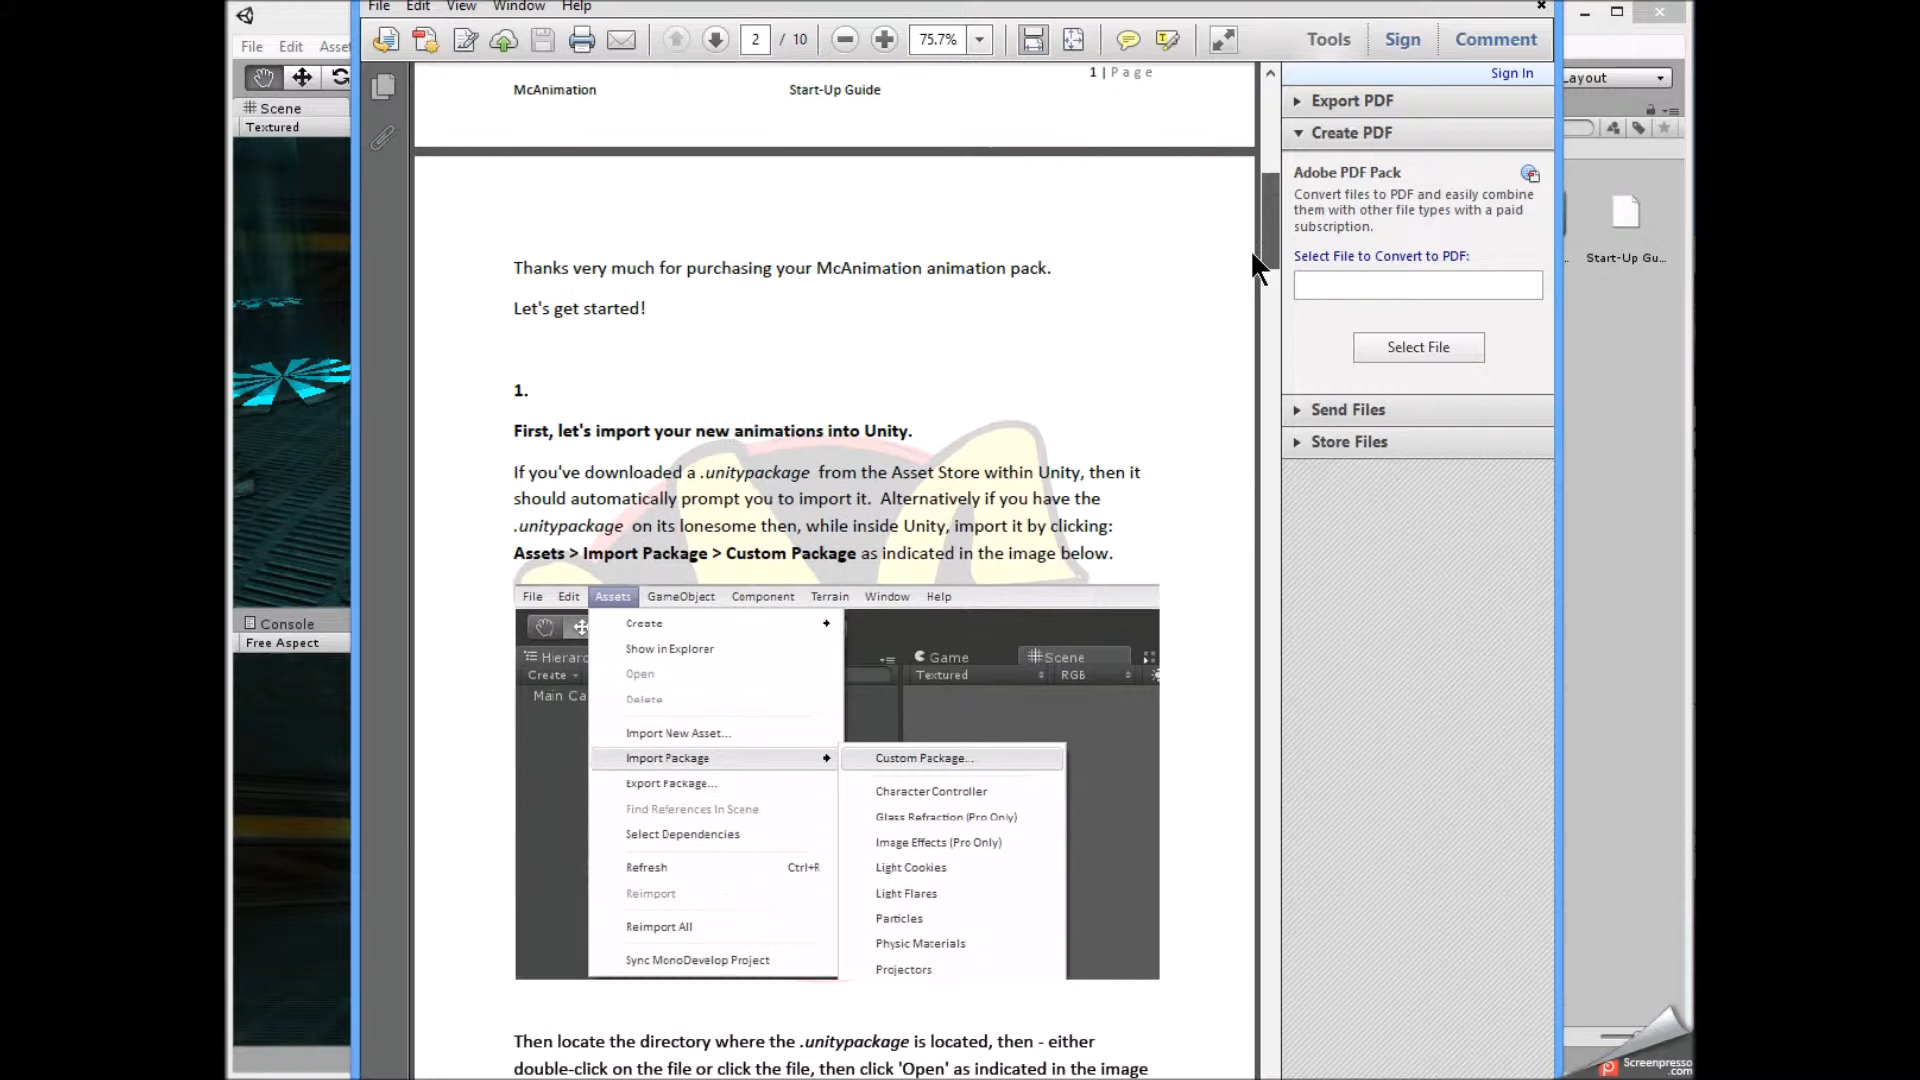 File Edit View Window Help
2 / 10 75.7% Tools Sign Comment
File Edit Asset
Scene
Textured
Console
Free Aspect
1 | Page
McAnimation Start-Up Guide
Thanks very much for purchasing your McAnimation animation pack.
Let's get started!
1.
First, let's import your new animations into Unity.
If you've downloaded a .unitypackage from the Asset Store within Unity, then it
should automatically prompt you to import it. Alternatively if you have the
.unitypackage on its lonesome then, while inside Unity, import it by clicking:
Assets > Import Package > Custom Package as indicated in the image below.
File Edit Assets GameObject Component Terrain Window Help
Create
Show in Explorer
Open
Delete
Import New Asset...
Import Package
Export Package...
Find References In Scene
Select Dependencies
Refresh Ctrl+R
Reimport
Reimport All
Sync MonoDevelop Project
Hierarc
Create
Main Ca
Game Scene
Textured RGB
Custom Package...
Character Controller
Glass Refraction (Pro Only)
Image Effects (Pro Only)
Light Cookies
Light Flares
Particles
Physic Materials
Projectors
Then locate the directory where the .unitypackage is located, then - either
double-click on the file or click the file, then click 'Open' as indicated in the image
Sign In
Export PDF
Create PDF
Adobe PDF Pack
Convert files to PDF and easily combine
them with other file types with a paid
subscription.
Select File to Convert to PDF:
Select File
Send Files
Store Files
Layout
Start-Up Gu...
Screenpresso
.com